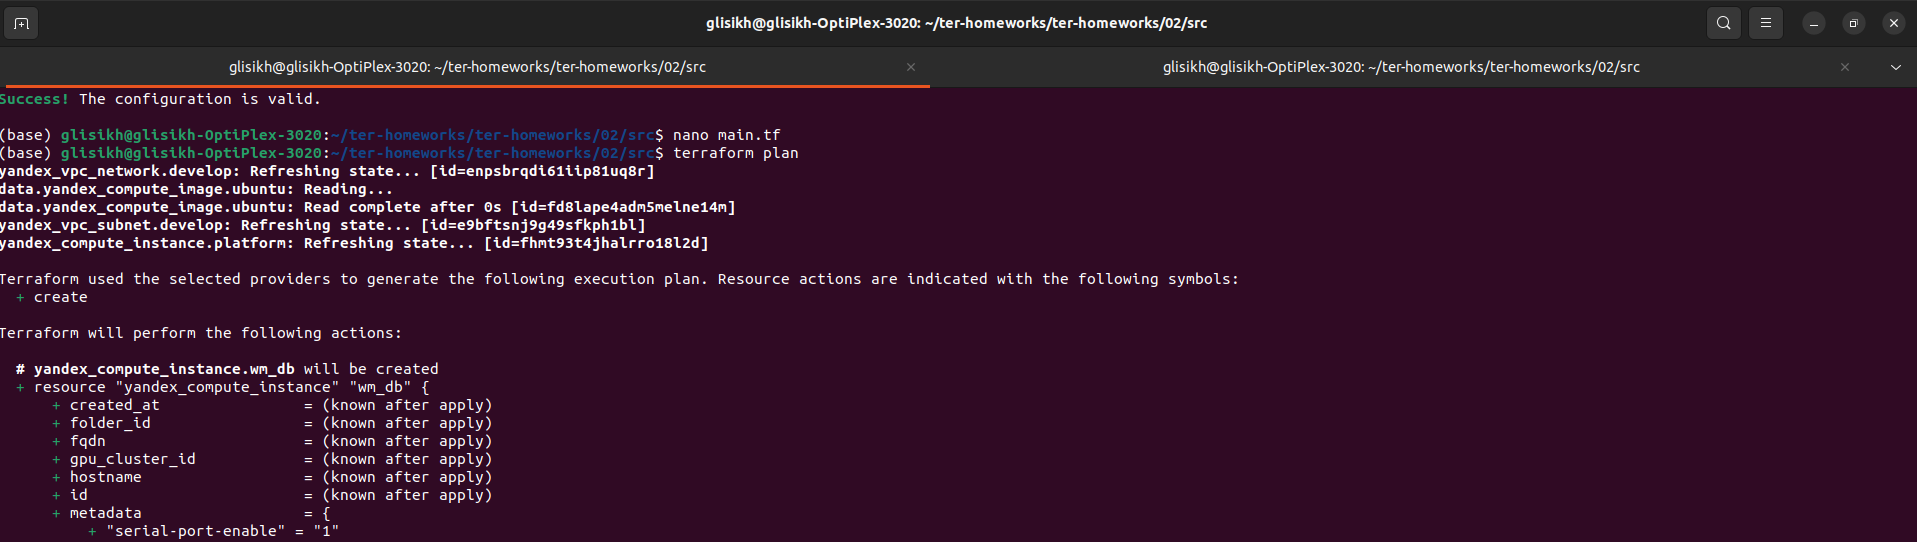 glisikh@glisikh-OptiPlex-3020: ~/ter-homeworks/ter-homeworks/02/src
glisikh@glisikh-OptiPlex-3020: ~/ter-homeworks/ter-homeworks/02/src
glisikh@glisikh-OptiPlex-3020: ~/ter-homeworks/ter-homeworks/02/src
Success! The configuration is valid.
(base) glisikh@glisikh-OptiPlex-3020:~/ter-homeworks/ter-homeworks/02/src$ nano main.tf
(base) glisikh@glisikh-OptiPlex-3020:~/ter-homeworks/ter-homeworks/02/src$ terraform plan
yandex_vpc_network.develop: Refreshing state... [id=enpsbrqdi61iip81uq8r]
data.yandex_compute_image.ubuntu: Reading...
data.yandex_compute_image.ubuntu: Read complete after 0s [id=fd8lape4adm5melne14m]
yandex_vpc_subnet.develop: Refreshing state... [id=e9bftsnj9g49sfkph1bl]
yandex_compute_instance.platform: Refreshing state... [id=fhmt93t4jhalrro18l2d]
Terraform used the selected providers to generate the following execution plan. Resource actions are indicated with the following symbols:
  + create
Terraform will perform the following actions:
  # yandex_compute_instance.wm_db will be created
  + resource "yandex_compute_instance" "wm_db" {
      + created_at                = (known after apply)
      + folder_id                 = (known after apply)
      + fqdn                      = (known after apply)
      + gpu_cluster_id            = (known after apply)
      + hostname                  = (known after apply)
      + id                        = (known after apply)
      + metadata                  = {
          + "serial-port-enable" = "1"